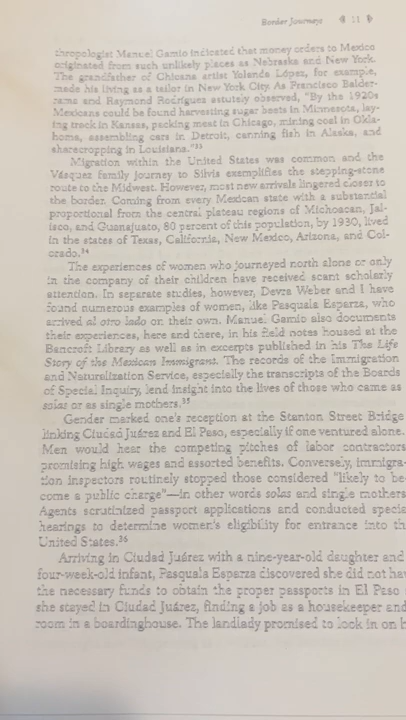 Border Journeys 11
thropologist Manuel Gamio indicated that money orders to Mexico
originated from such unlikely places as Nebraska and New York.
The grandfather of Chicana artist Yolanda López, for example,
made his living as a tailor in New York City. As Francisco Balder-
rama and Raymond Rodríguez astutely observed, "By the 1920s
Mexicans could be found harvesting sugar beets in Minnesota, lay-
ing track in Kansas, packing meat in Chicago, mining coal in Okla-
homa, assembling cars in Detroit, canning fish in Alaska, and
sharecropping in Louisiana."33
Migration within the United States was common and the
Vásquez family journey to Silvis exemplifies the stepping-stone
route to the Midwest. However, most new arrivals lingered closer to
the border. Coming from every Mexican state with a substantial
proportional from the central plateau regions of Michoacan, Jal-
isco, and Guanajuato, 80 percent of this population, by 1930, lived
in the states of Texas, California, New Mexico, Arizona, and Col-
orado.34
The experiences of women who journeyed north alone or only
in the company of their children have received scant scholarly
attention. In separate studies, however, Devra Weber and I have
found numerous examples of women, like Pasquala Esparza, who
arrived al otro lado on their own. Manuel Gamio also documents
their experiences, here and there, in his field notes housed at the
Bancroft Library as well as in excerpts published in his The Life
Story of the Mexican Immigrant. The records of the Immigration
and Naturalization Service, especially the transcripts of the Boards
of Special Inquiry, lend insight into the lives of those who came as
solas or as single mothers.35
Gender marked one's reception at the Stanton Street Bridge
linking Ciudad Juárez and El Paso, especially if one ventured alone.
Men would hear the competing pitches of labor contractors
promising high wages and assorted benefits. Conversely, immigra-
tion inspectors routinely stopped those considered "likely to be-
come a public charge"—in other words solas and single mothers
Agents scrutinized passport applications and conducted specia
hearings to determine women's eligibility for entrance into th
United States.36
Arriving in Ciudad Juárez with a nine-year-old daughter and
four-week-old infant, Pasquala Esparza discovered she did not hav
the necessary funds to obtain the proper passports in El Paso
she stayed in Ciudad Juárez, finding a job as a housekeeper and
room in a boardinghouse. The landlady promised to look in on h